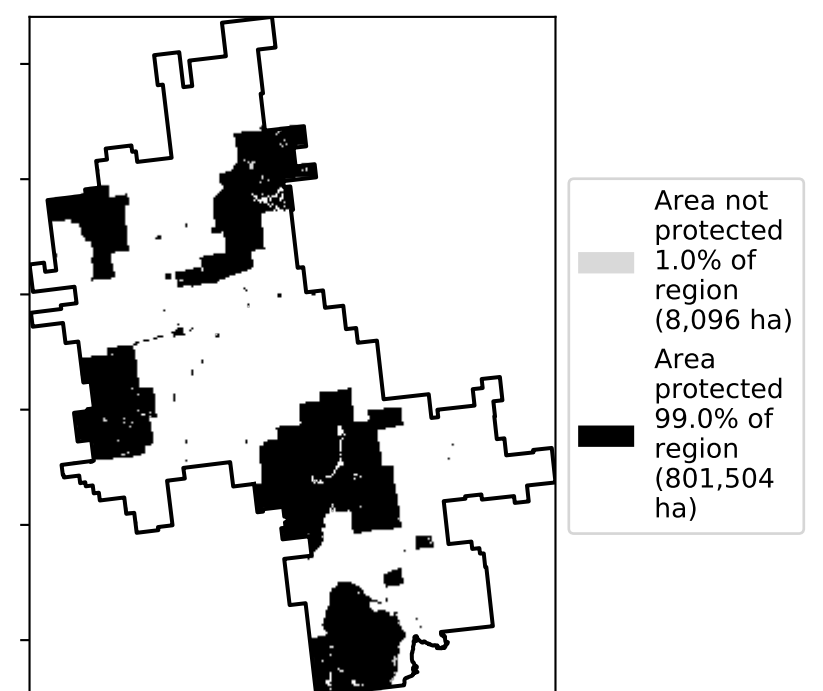 Area not
protected
1.0% of
region
(8,096 ha)
Area
protected
99.0% of
region
(801,504
ha)